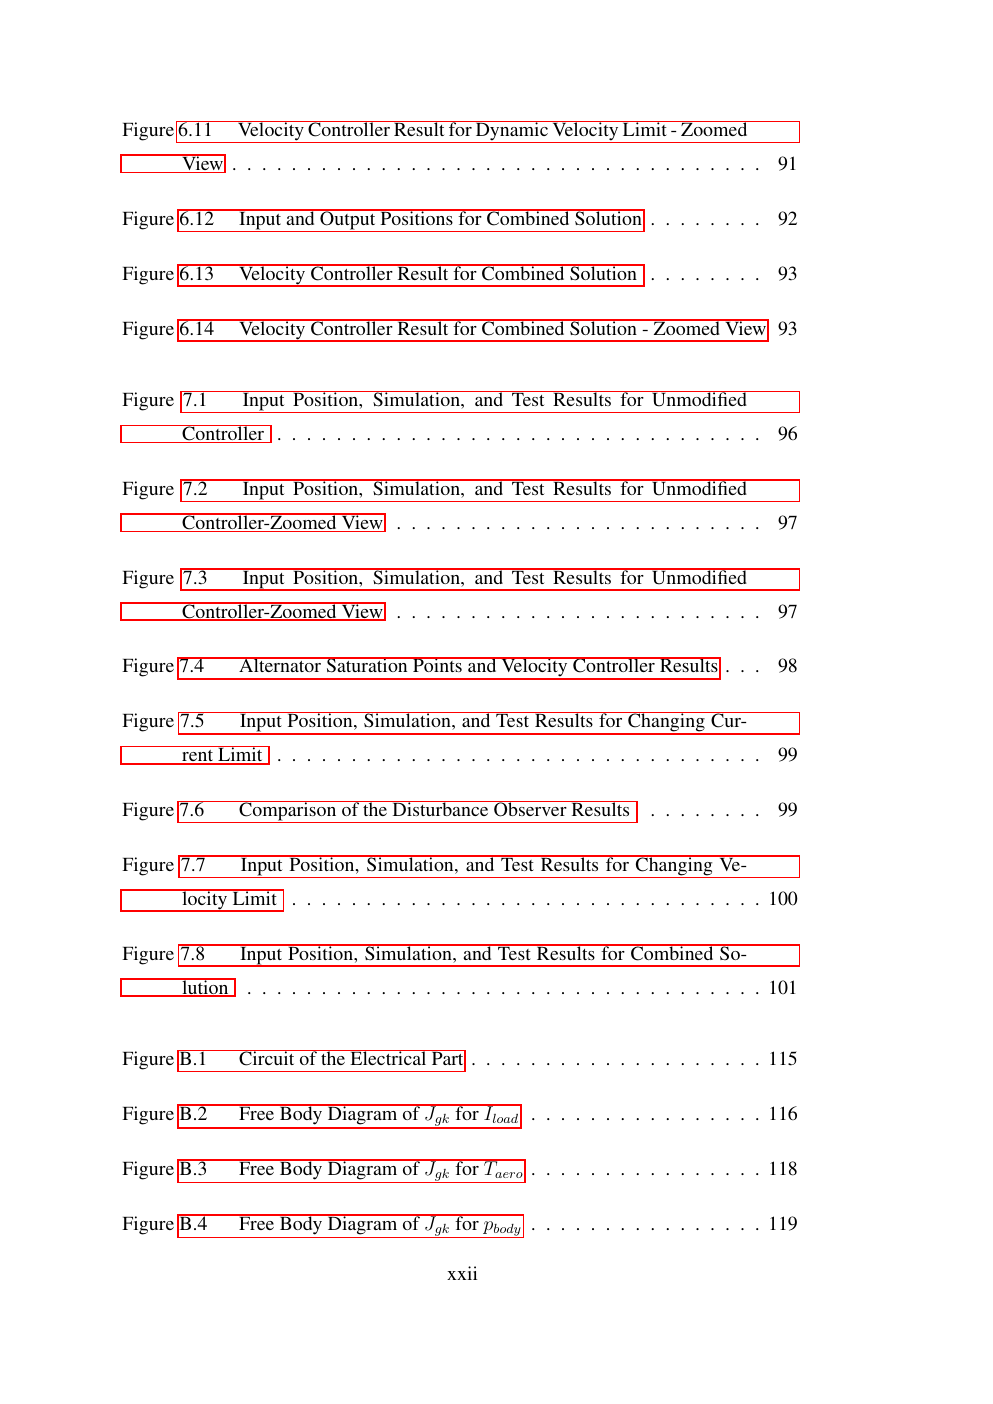 Figure 6.11 Velocity Controller Result for Dynamic Velocity Limit - Zoomed
View . . . . . . . . . . . . . . . . . . . . . . . . . . . . . . . . . . . . 91
Figure 6.12 Input and Output Positions for Combined Solution . . . . . . . . 92
Figure 6.13 Velocity Controller Result for Combined Solution . . . . . . . . 93
Figure 6.14 Velocity Controller Result for Combined Solution - Zoomed View 93
Figure 7.1 Input Position, Simulation, and Test Results for Unmodified
Controller . . . . . . . . . . . . . . . . . . . . . . . . . . . . . . . . . 96
Figure 7.2 Input Position, Simulation, and Test Results for Unmodified
Controller-Zoomed View . . . . . . . . . . . . . . . . . . . . . . . . . 97
Figure 7.3 Input Position, Simulation, and Test Results for Unmodified
Controller-Zoomed View . . . . . . . . . . . . . . . . . . . . . . . . . 97
Figure 7.4 Alternator Saturation Points and Velocity Controller Results . . . 98
Figure 7.5 Input Position, Simulation, and Test Results for Changing Cur-
rent Limit . . . . . . . . . . . . . . . . . . . . . . . . . . . . . . . . . 99
Figure 7.6 Comparison of the Disturbance Observer Results . . . . . . . . 99
Figure 7.7 Input Position, Simulation, and Test Results for Changing Ve-
locity Limit . . . . . . . . . . . . . . . . . . . . . . . . . . . . . . . . 100
Figure 7.8 Input Position, Simulation, and Test Results for Combined So-
lution . . . . . . . . . . . . . . . . . . . . . . . . . . . . . . . . . . . 101
Figure B.1 Circuit of the Electrical Part . . . . . . . . . . . . . . . . . . . . 115
Figure B.2 Free Body Diagram of J_gk for I_load . . . . . . . . . . . . . . . . 116
Figure B.3 Free Body Diagram of J_gk for T_aero . . . . . . . . . . . . . . . . 118
Figure B.4 Free Body Diagram of J_gk for p_body . . . . . . . . . . . . . . . . 119
xxii